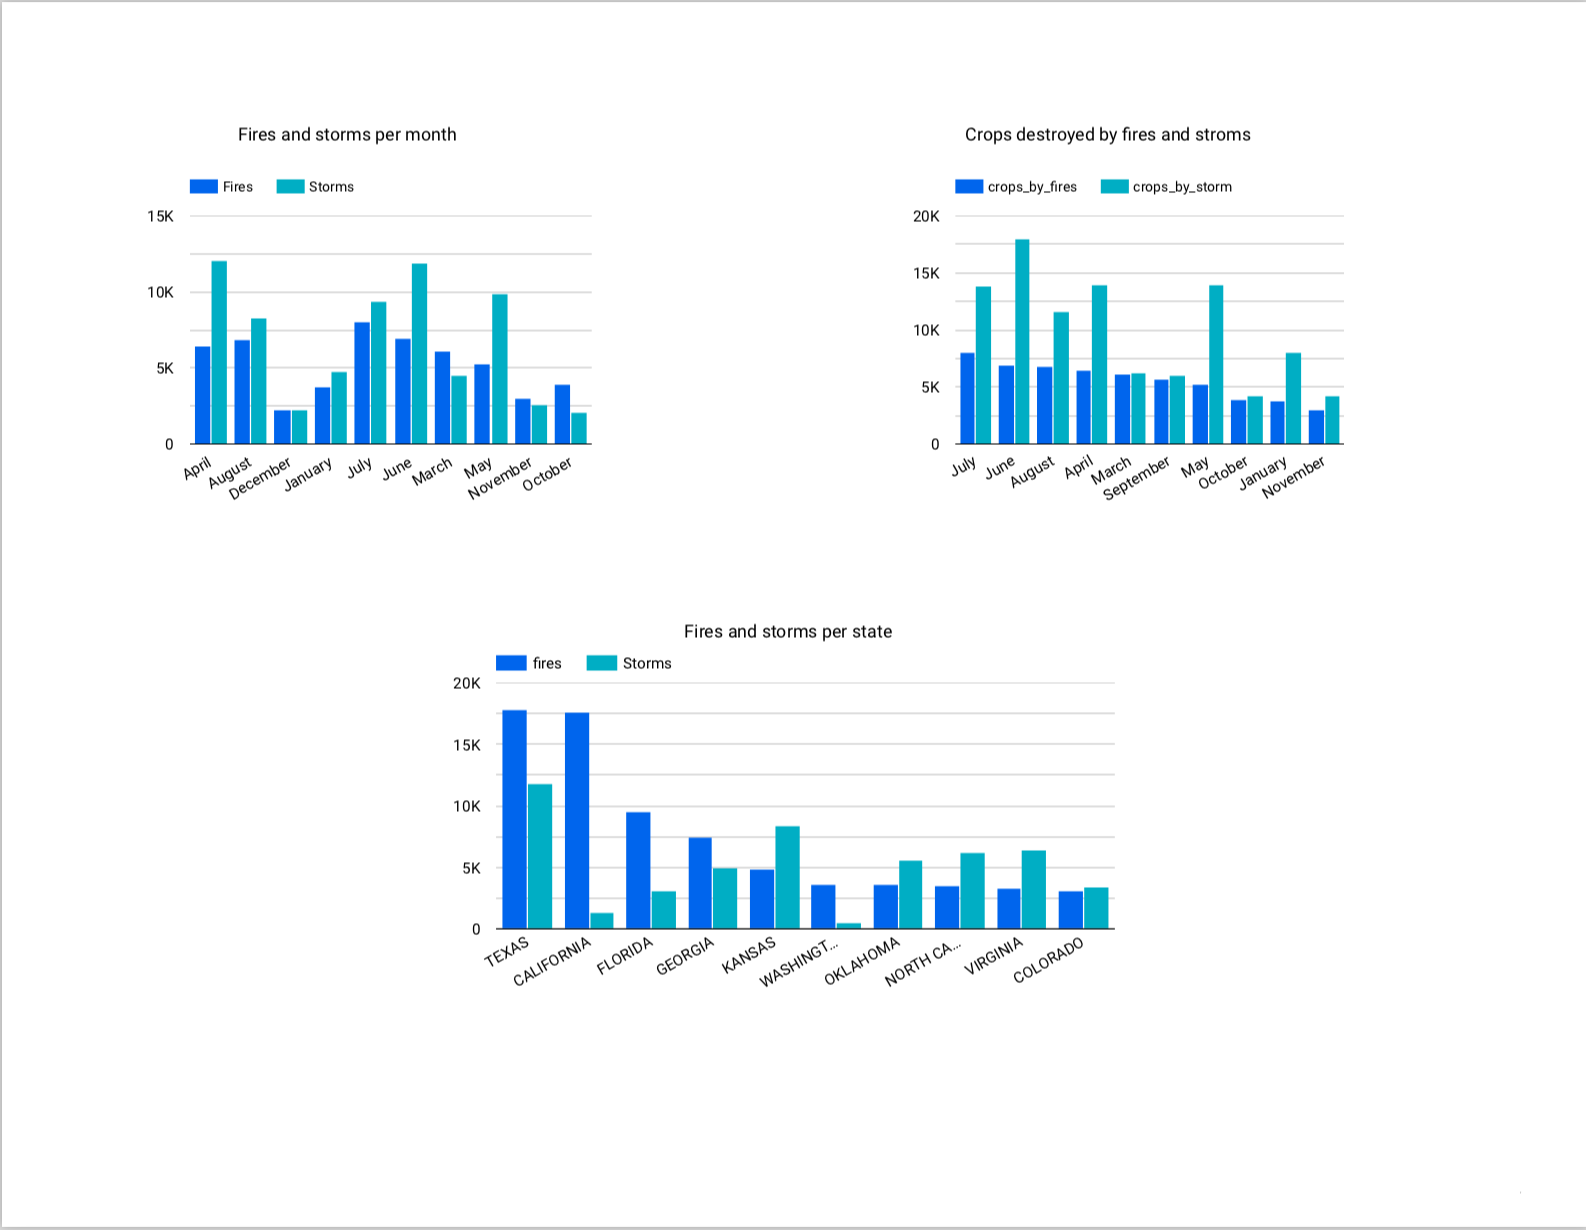 Fires and storms per month
Fires Storms
15K
10K
5K
0
April August December January July June March May November October
Crops destroyed by fires and stroms
crops_by_fires crops_by_storm
20K
15K
10K
5K
0
July June August April March September May October January November
Fires and storms per state
fires Storms
20K
15K
10K
5K
0
TEXAS CALIFORNIA FLORIDA GEORGIA KANSAS WASHINGT... OKLAHOMA NORTH CA... VIRGINIA COLORADO